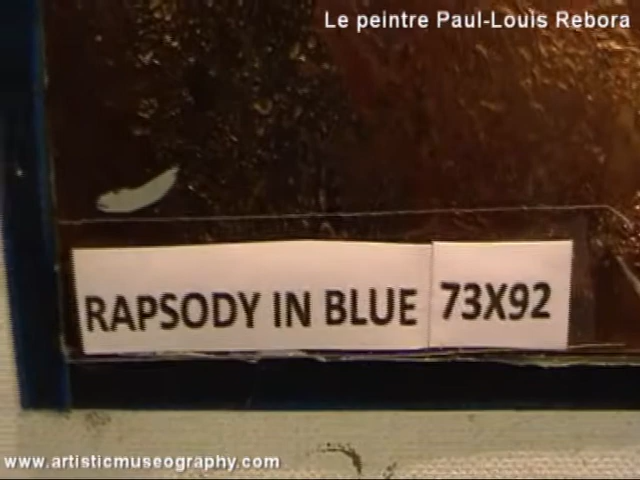 Le peintre Paul-Louis Rebora
RAPSODY IN BLUE 73X92
www.artisticmuseography.com